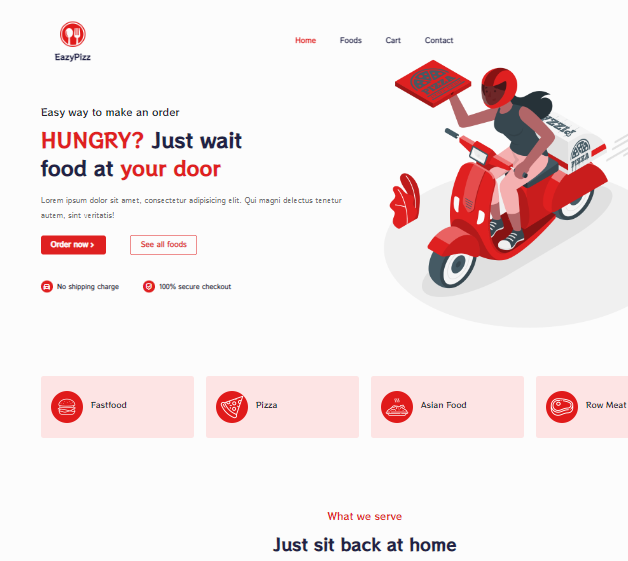 EazyPizz
Home Foods Cart Contact
PIZZA
PIZZA
PIZZA
Easy way to make an order
HUNGRY? Just wait
food at your door
Lorem ipsum dolor sit amet, consectetur adipisicing elit. Qui magni delectus tenetur
autem, sint veritatis!
Order now > See all foods
No shipping charge 100% secure checkout
Fastfood Pizza Asian Food Row Meat
What we serve
Just sit back at home